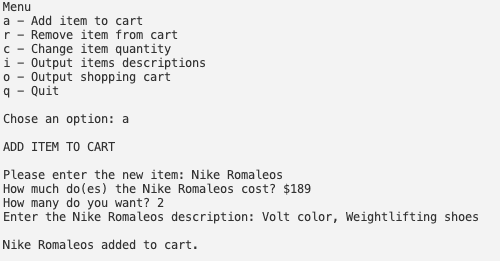 Menu
a – Add item to cart
r – Remove item from cart
c – Change item quantity
i – Output items descriptions
o – Output shopping cart
q – Quit
Chose an option: a
ADD ITEM TO CART
Please enter the new item: Nike Romaleos
How much do(es) the Nike Romaleos cost? $189
How many do you want? 2
Enter the Nike Romaleos description: Volt color, Weightlifting shoes
Nike Romaleos added to cart.